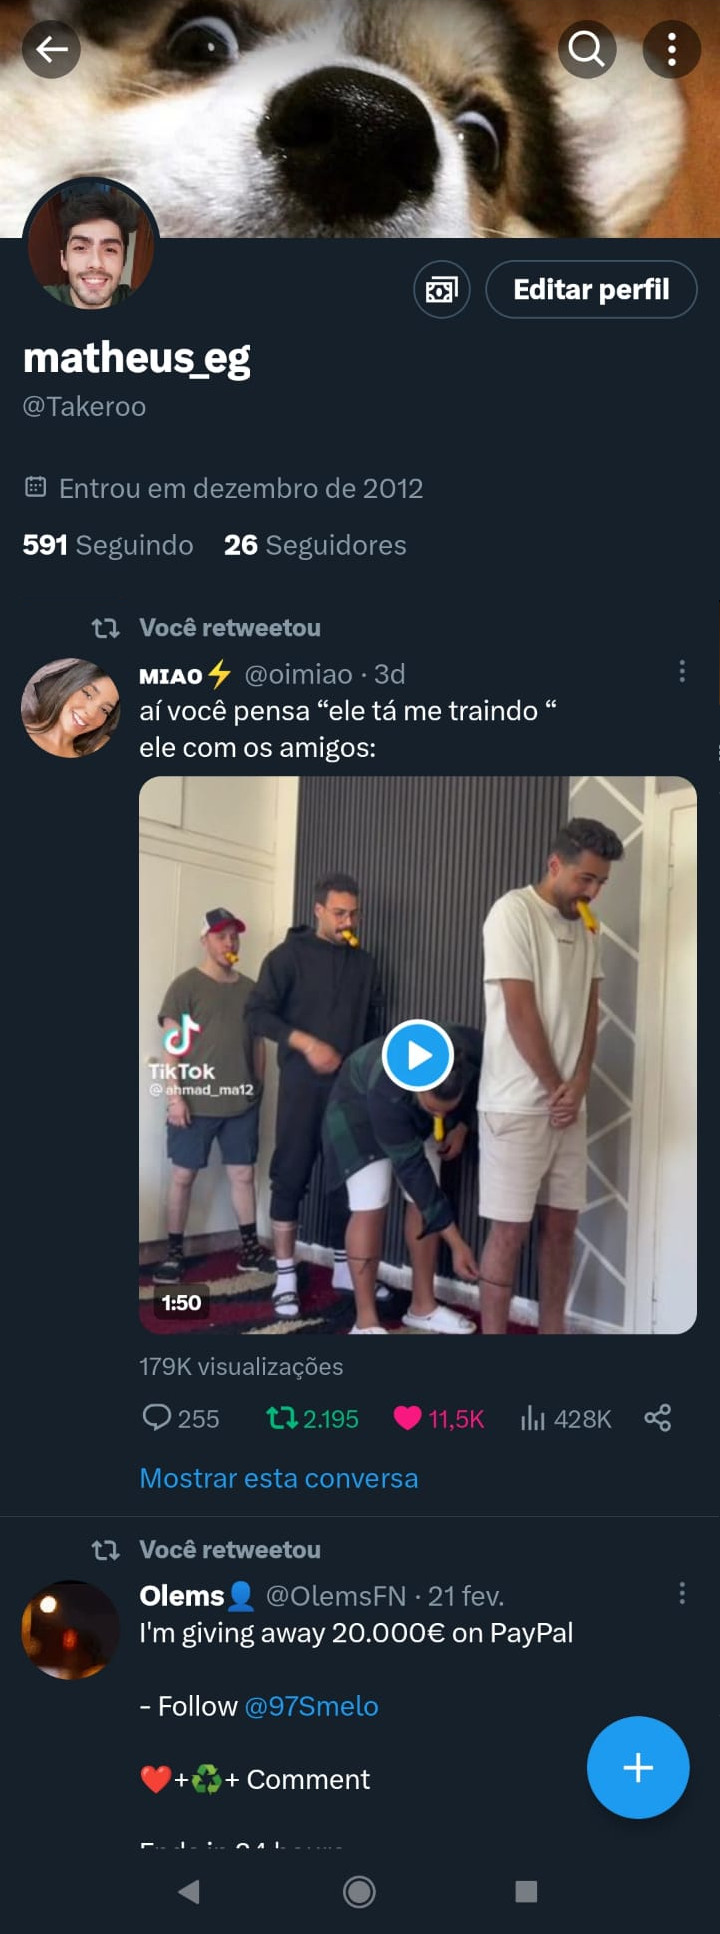 Editar perfil
matheus_eg
@Takeroo
Entrou em dezembro de 2012
591 Seguindo 26 Seguidores
Você retweetou
MIAO⚡ @oimiao · 3d
aí você pensa “ele tá me traindo “
ele com os amigos:
TikTok
@ahmad_ma12
1:50
179K visualizações
255 2.195 11,5K 428K
Mostrar esta conversa
Você retweetou
Olems👤 @OlemsFN · 21 fev.
I'm giving away 20.000€ on PayPal
- Follow @97Smelo
❤️+♻️+ Comment